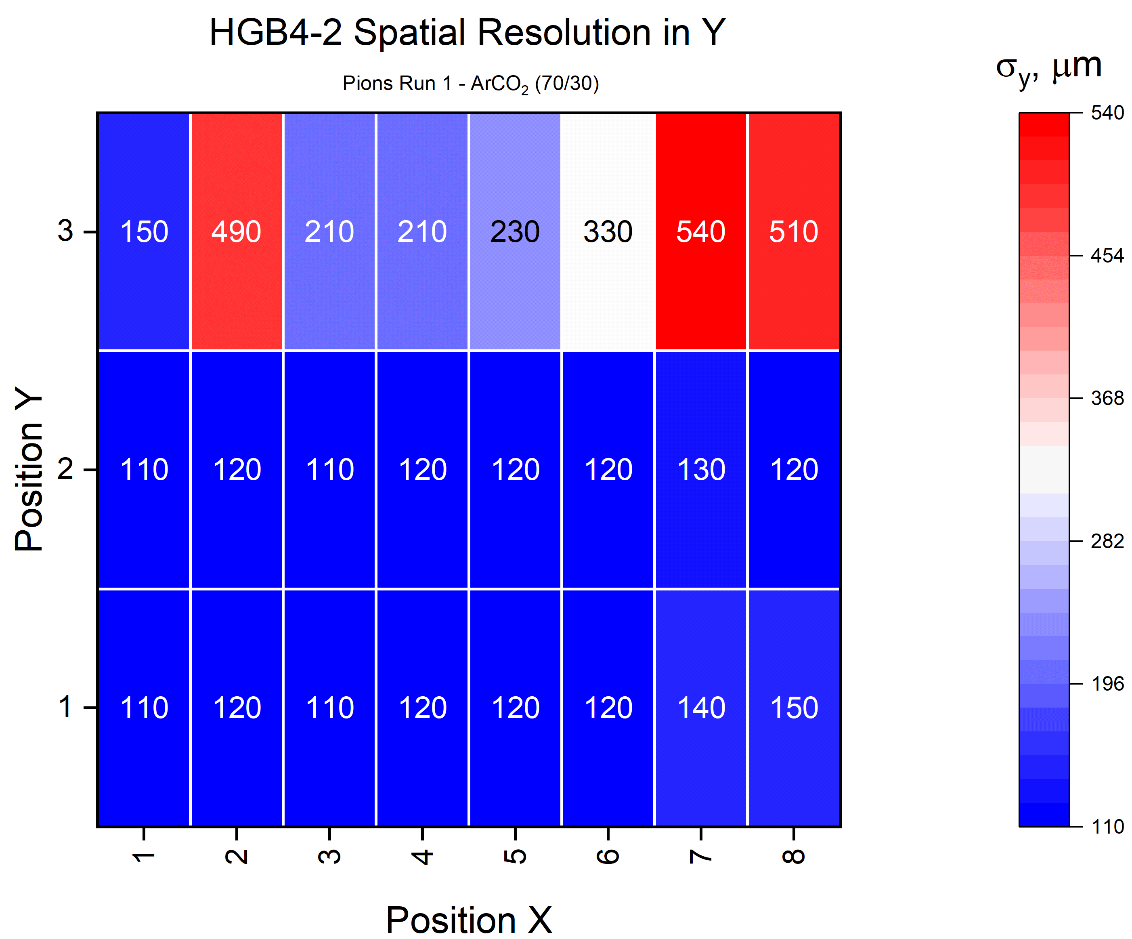 HGB4-2 Spatial Resolution in Y
Pions Run 1 - ArCO₂ (70/30)
σy, μm
3 150 490 210 210 230 330 540 510
2 110 120 110 120 120 120 130 120
1 110 120 110 120 120 120 140 150
1 2 3 4 5 6 7 8
Position X
Position Y
540
454
368
282
196
110